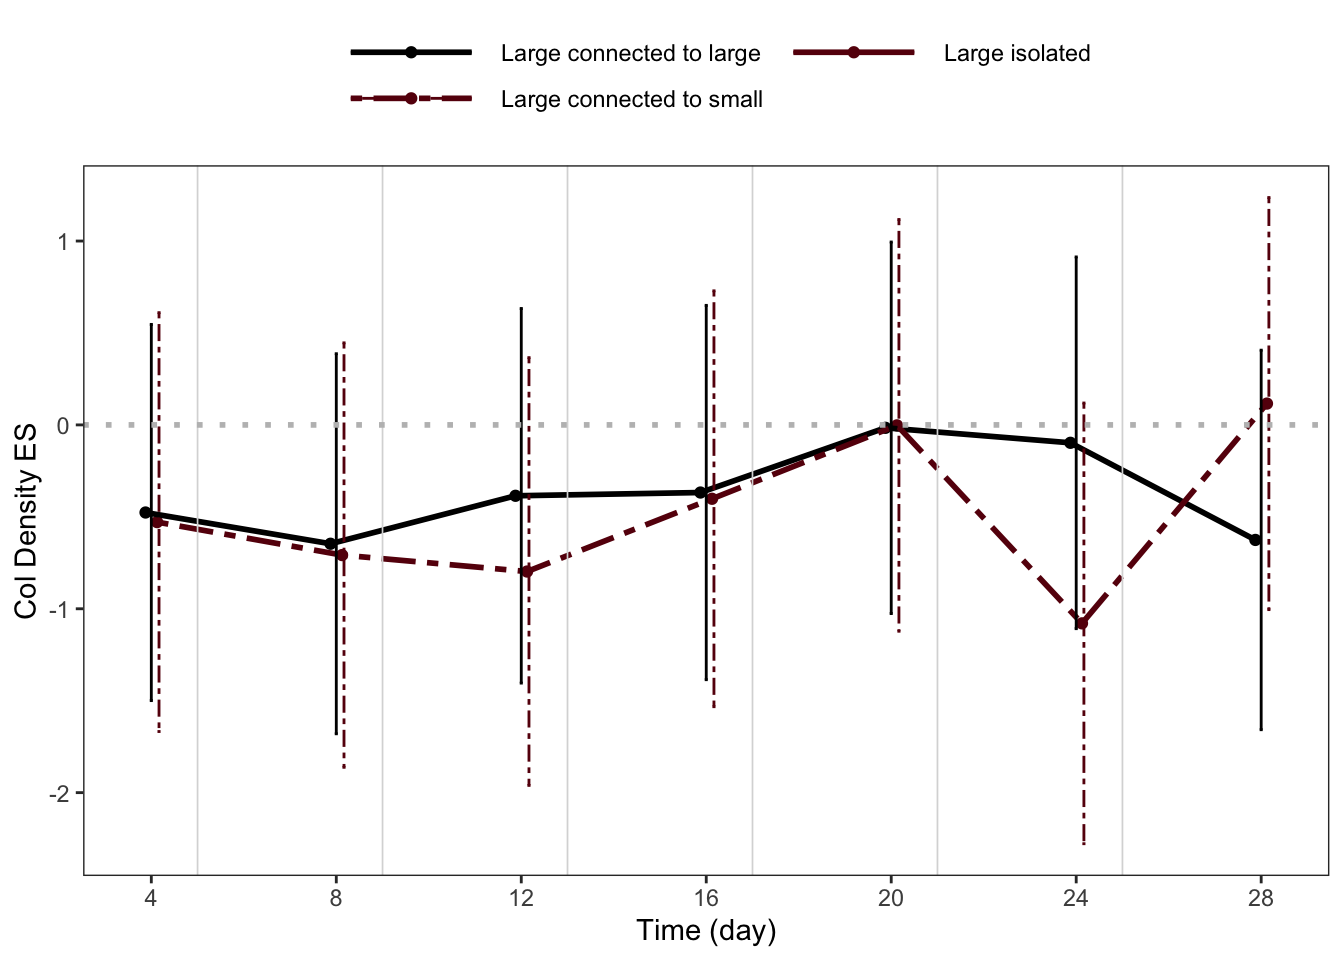 Large connected to large
Large isolated
Large connected to small
Col Density ES
1
0
-1
-2
4 8 12 16 20 24 28
Time (day)